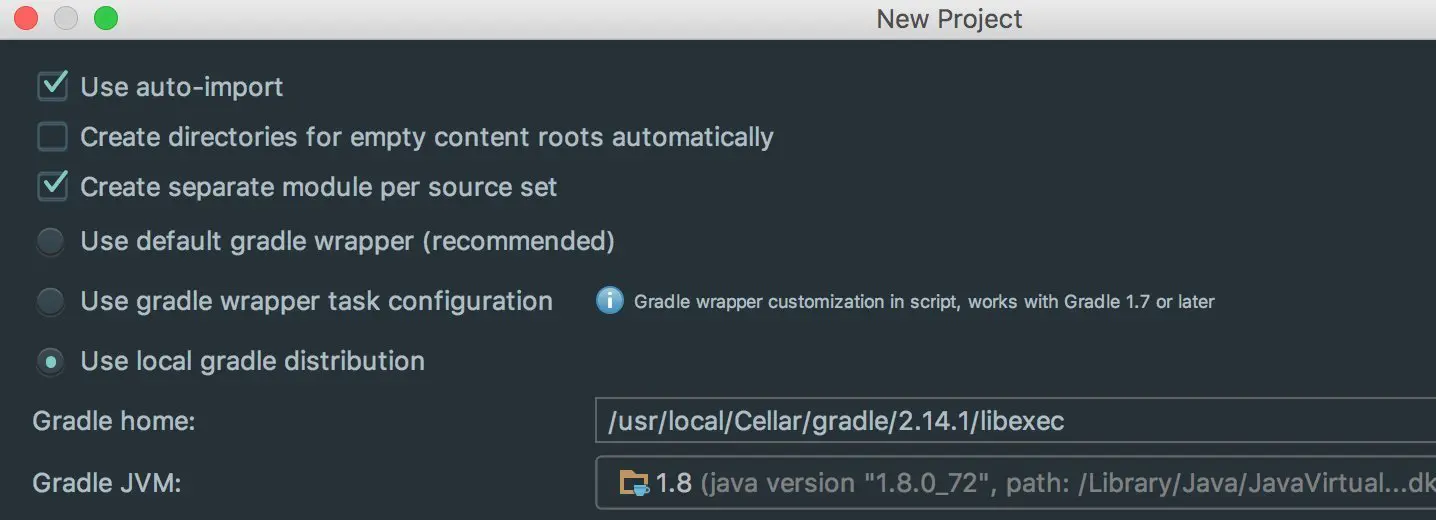 New Project
Use auto-import
Create directories for empty content roots automatically
Create separate module per source set
Use default gradle wrapper (recommended)
Use gradle wrapper task configuration Gradle wrapper customization in script, works with Gradle 1.7 or later
Use local gradle distribution
Gradle home: /usr/local/Cellar/gradle/2.14.1/libexec
Gradle JVM: 1.8 (java version "1.8.0_72", path: /Library/Java/JavaVirtual...dk